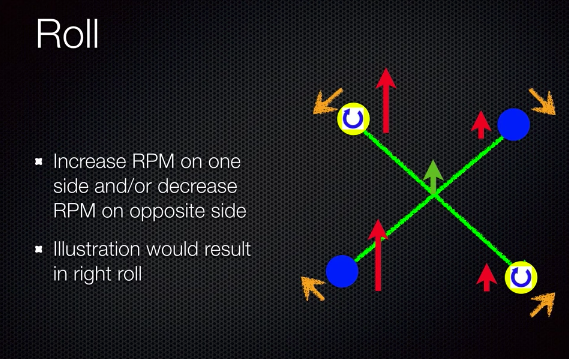 Roll
Increase RPM on one
side and/or decrease
RPM on opposite side
Illustration would result
in right roll